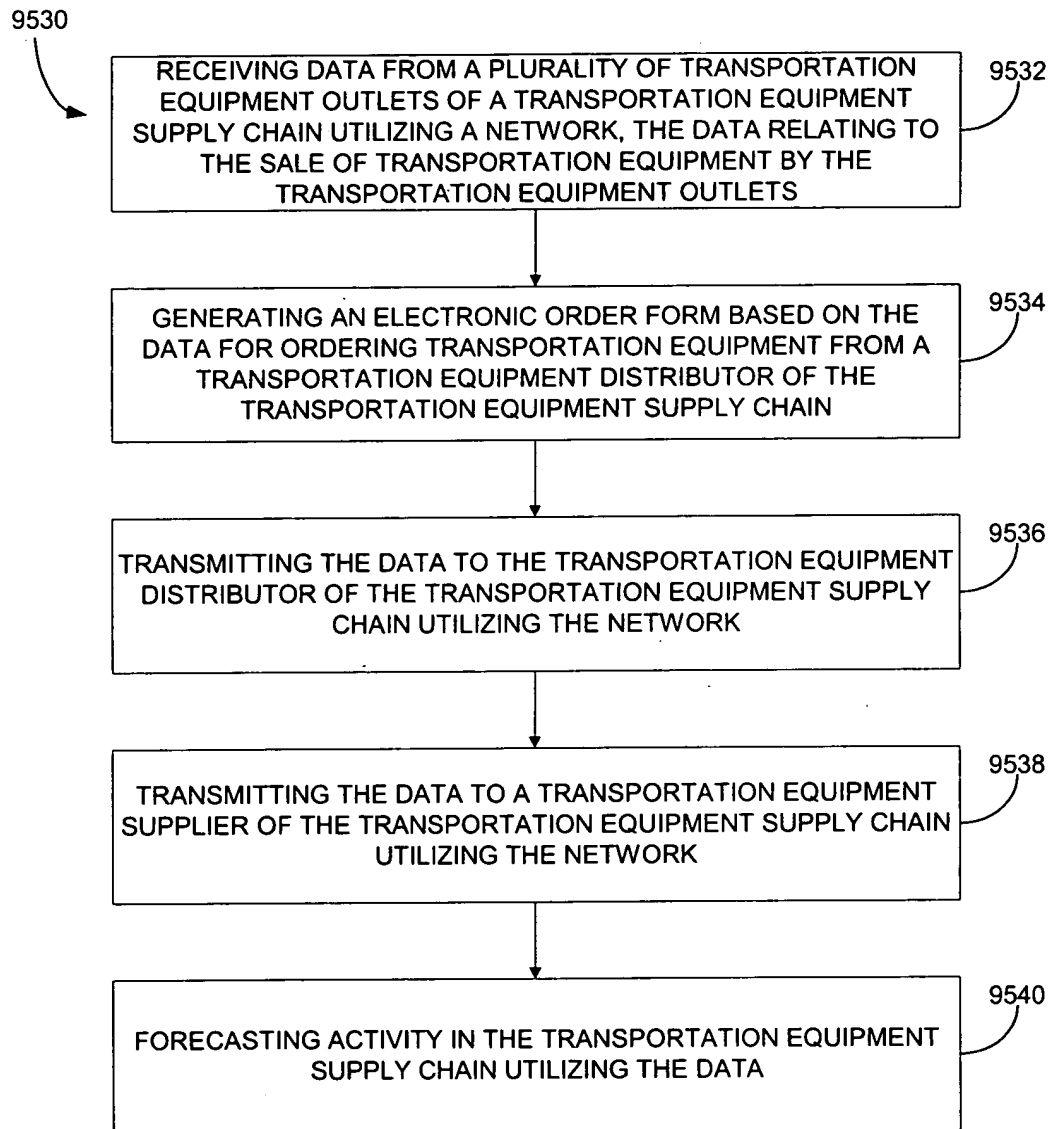 9530
RECEIVING DATA FROM A PLURALITY OF TRANSPORTATION
EQUIPMENT OUTLETS OF A TRANSPORTATION EQUIPMENT
SUPPLY CHAIN UTILIZING A NETWORK, THE DATA RELATING TO
THE SALE OF TRANSPORTATION EQUIPMENT BY THE
TRANSPORTATION EQUIPMENT OUTLETS
9532
GENERATING AN ELECTRONIC ORDER FORM BASED ON THE
DATA FOR ORDERING TRANSPORTATION EQUIPMENT FROM A
TRANSPORTATION EQUIPMENT DISTRIBUTOR OF THE
TRANSPORTATION EQUIPMENT SUPPLY CHAIN
9534
TRANSMITTING THE DATA TO THE TRANSPORTATION EQUIPMENT
DISTRIBUTOR OF THE TRANSPORTATION EQUIPMENT SUPPLY
CHAIN UTILIZING THE NETWORK
9536
TRANSMITTING THE DATA TO A TRANSPORTATION EQUIPMENT
SUPPLIER OF THE TRANSPORTATION EQUIPMENT SUPPLY CHAIN
UTILIZING THE NETWORK
9538
FORECASTING ACTIVITY IN THE TRANSPORTATION EQUIPMENT
SUPPLY CHAIN UTILIZING THE DATA
9540